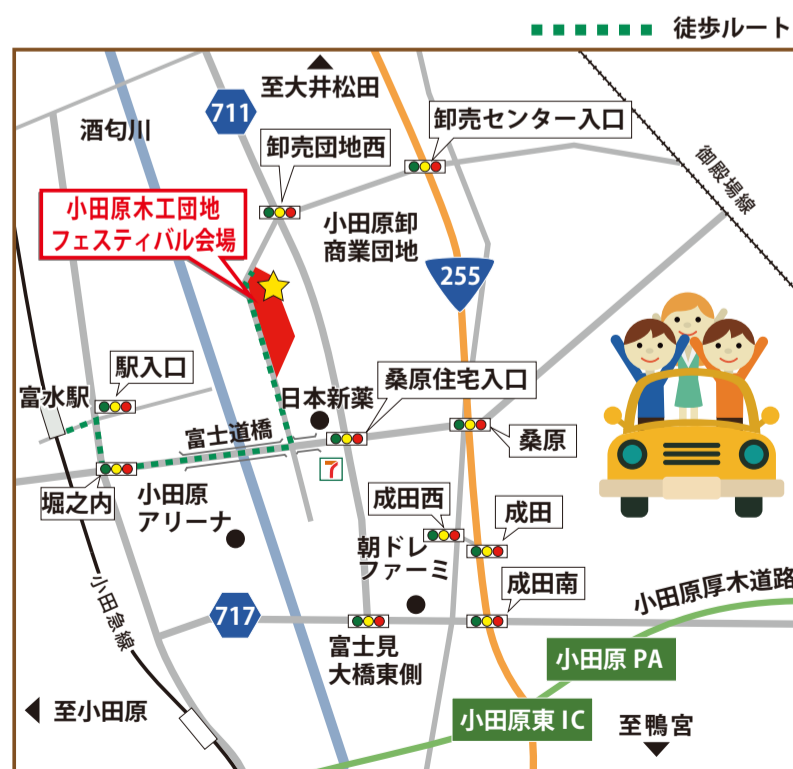 徒歩ルート
至大井松田
711
酒匂川
卸売センター入口
卸売団地西
御殿場線
小田原木工団地
フェスティバル会場
小田原卸
商業団地
255
駅入口
富水駅
日本新薬
桑原住宅入口
富士道橋
桑原
7
堀之内
小田原
アリーナ
成田西
成田
朝ドレ
ファーミ
成田南
小田急線
717
小田原厚木道路
富士見
大橋東側
小田原 PA
至小田原
小田原東 IC
至鴨宮